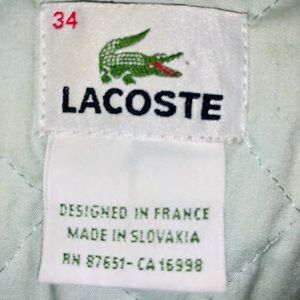 34
LACOSTE
DESIGNED IN FRANCE
MADE IN SLOVAKIA
RN 87651-CA 16998